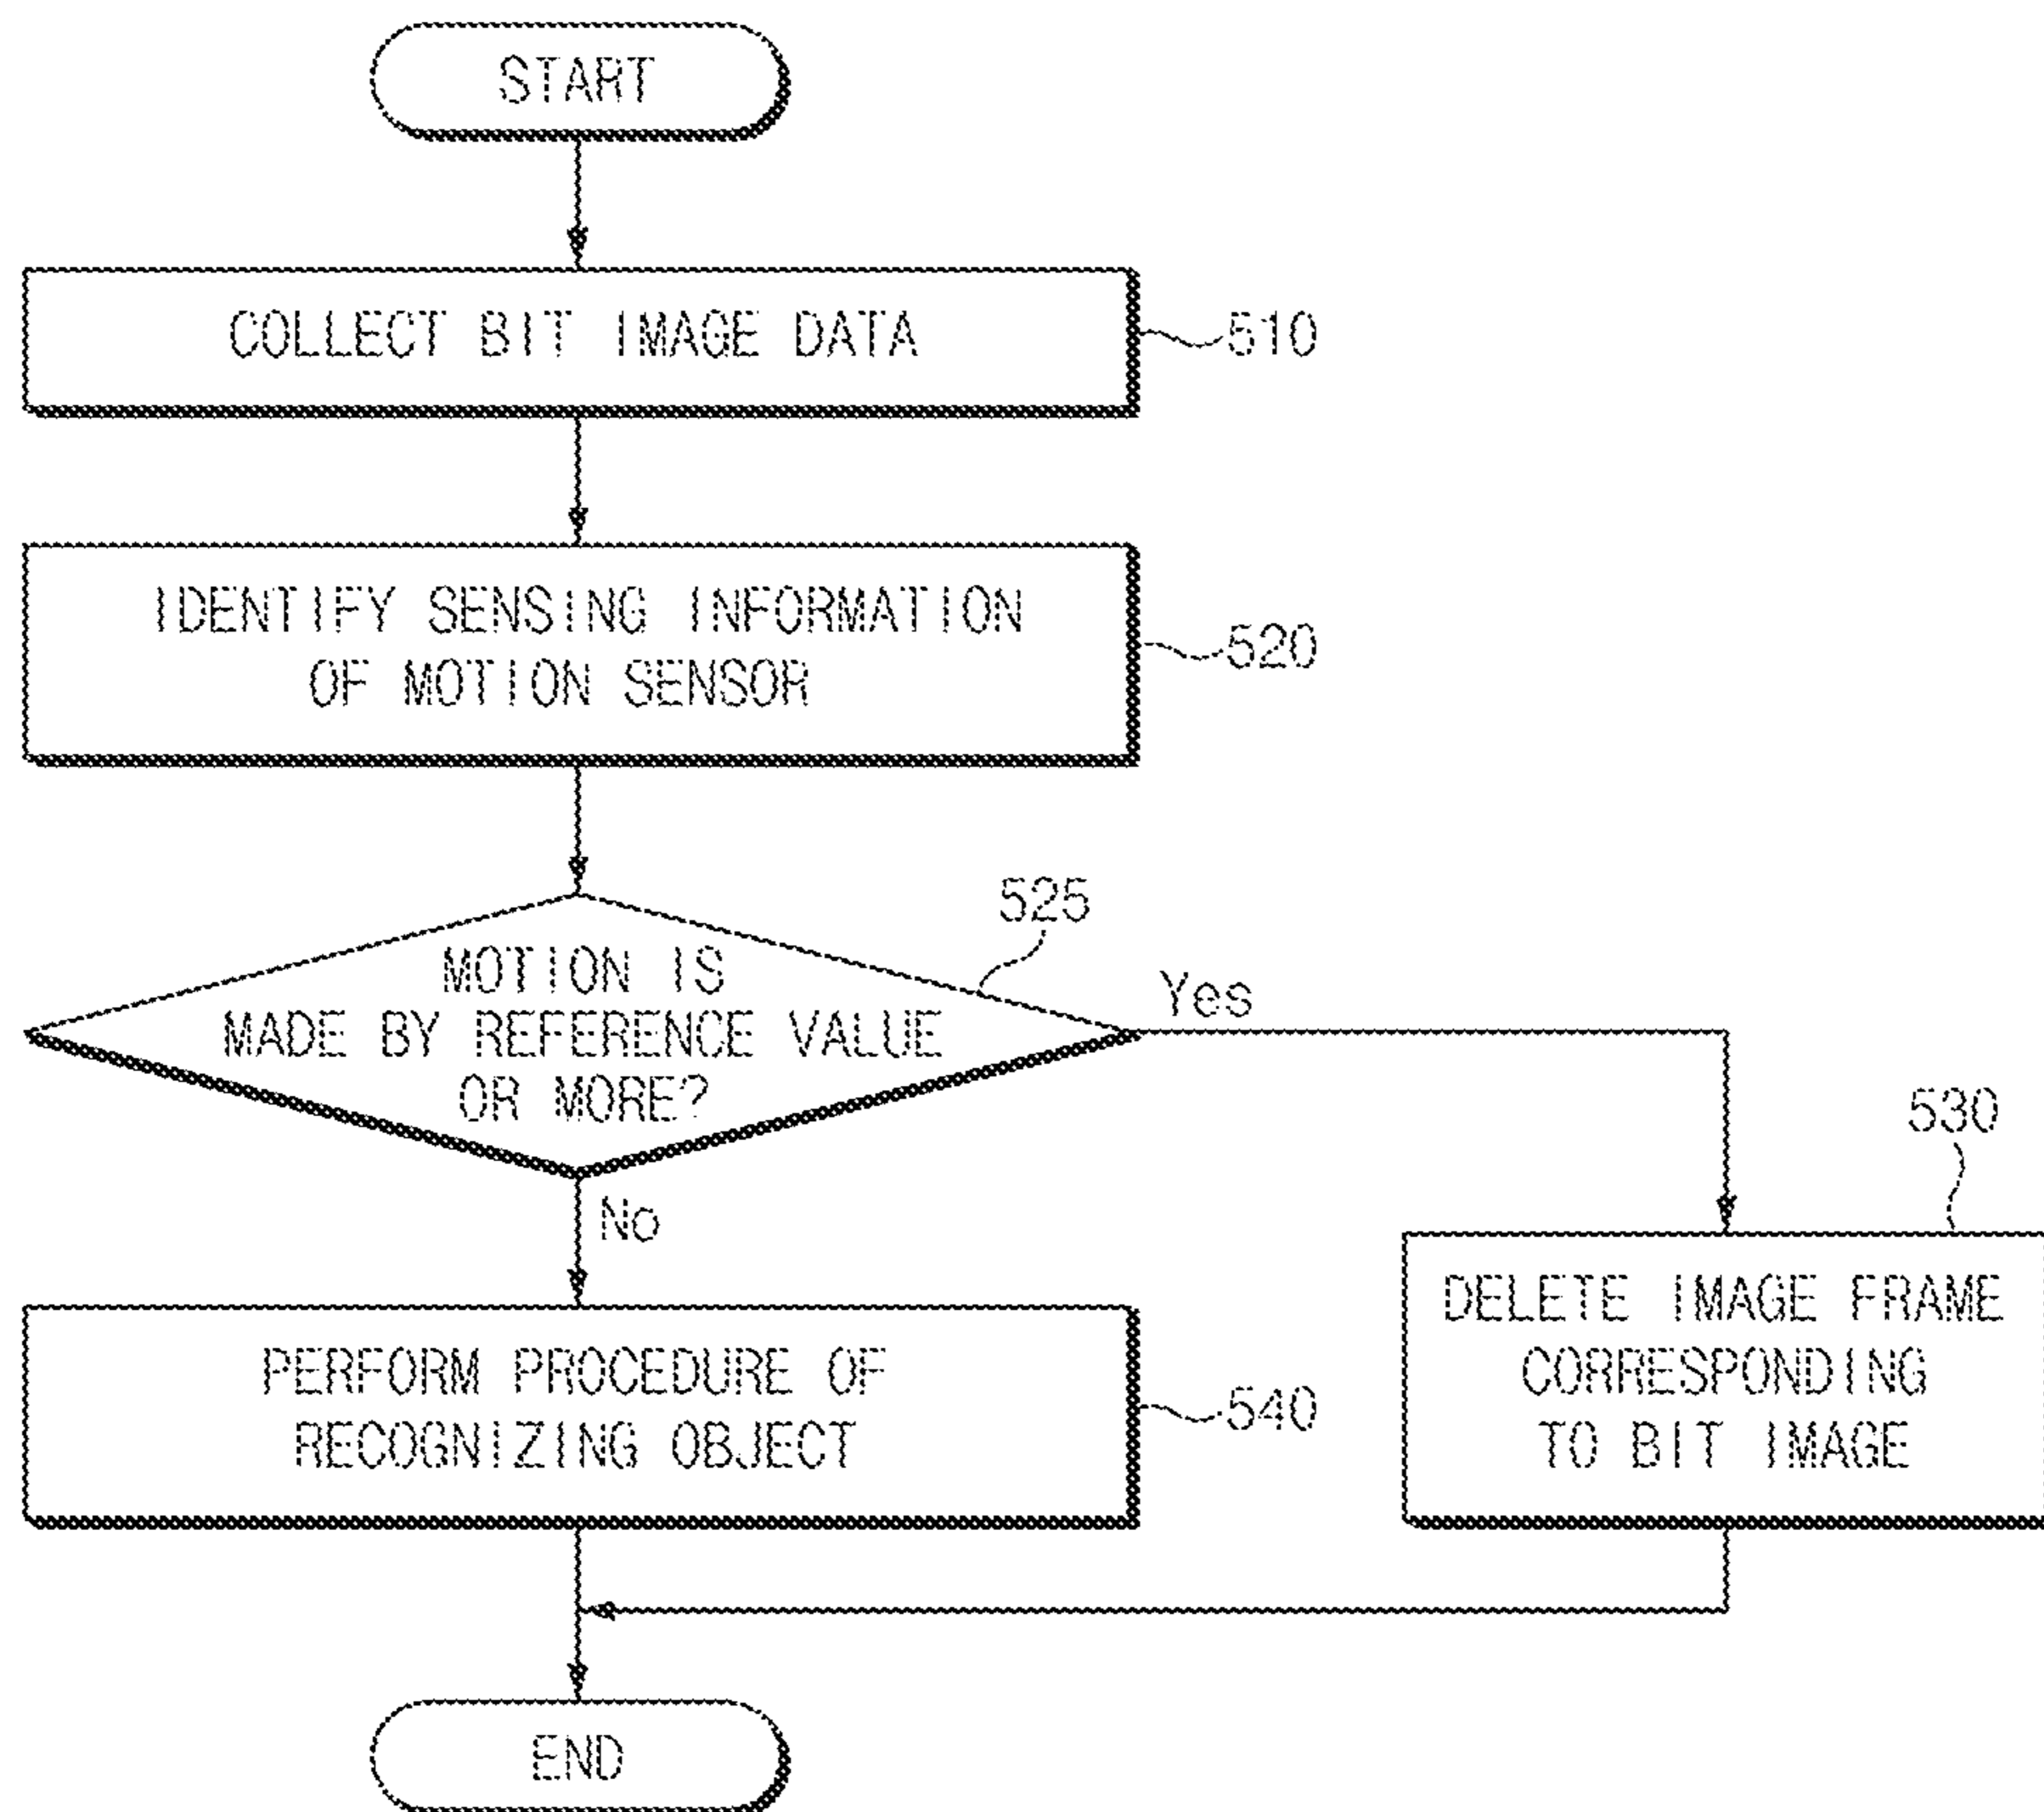 START
COLLECT BIT IMAGE DATA
510
IDENTIFY SENSING INFORMATION
OF MOTION SENSOR
520
525
MOTION IS
MADE BY REFERENCE VALUE
OR MORE?
Yes
No
530
DELETE IMAGE FRAME
CORRESPONDING
TO BIT IMAGE
PERFORM PROCEDURE OF
RECOGNIZING OBJECT
540
END